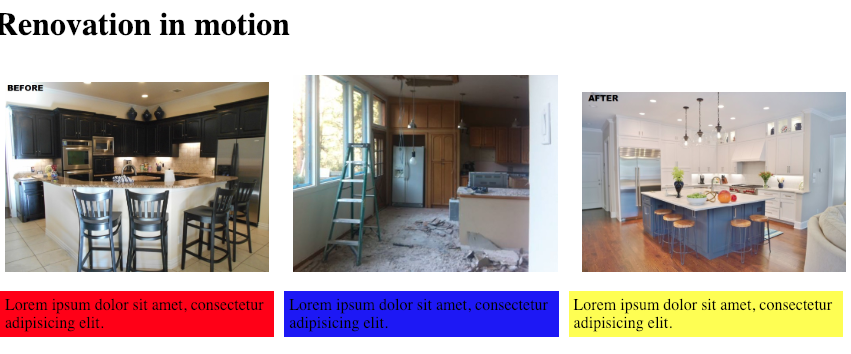 Renovation in motion
BEFORE
AFTER
Lorem ipsum dolor sit amet, consectetur
adipisicing elit.
Lorem ipsum dolor sit amet, consectetur
adipisicing elit.
Lorem ipsum dolor sit amet, consectetur
adipisicing elit.